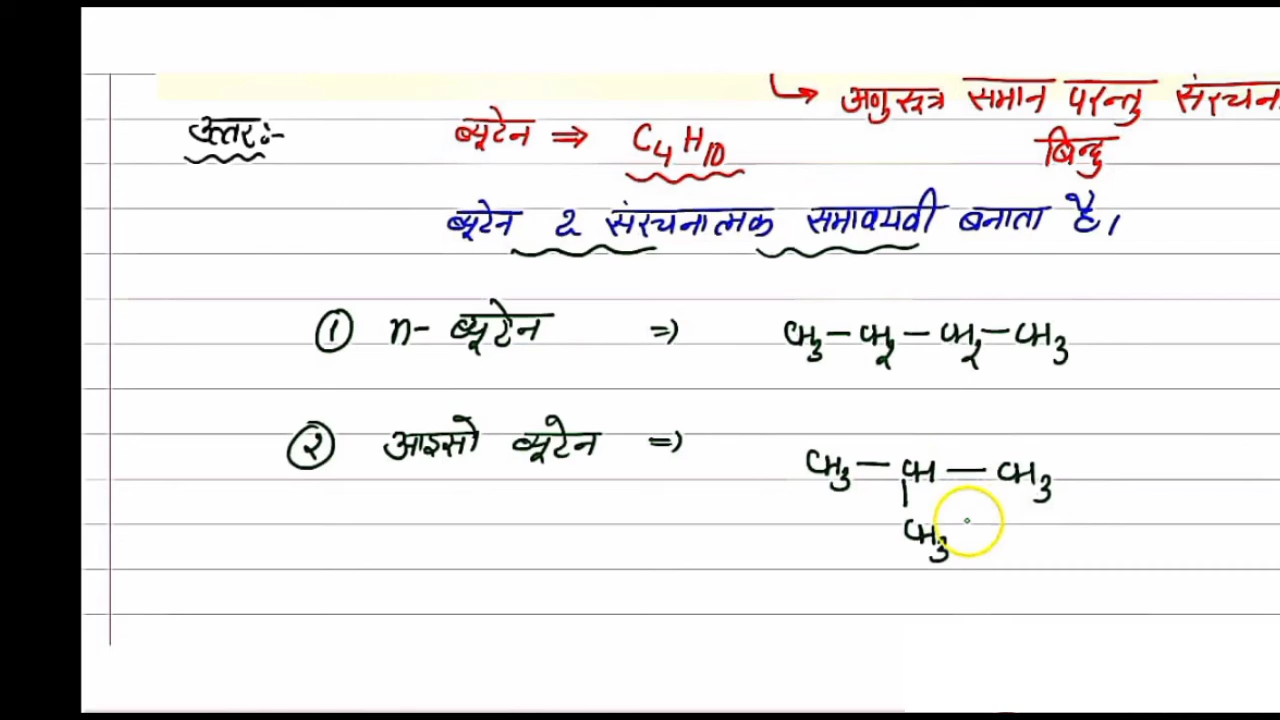 ↳ अणुसूत्र समान परन्तु संरचना
उत्तर:-
ब्यूटेन ⇒ C₄H₁₀
बिन्दु
ब्यूटेन २ संरचनात्मक समावयवी बनाता है।
① n- ब्यूटेन ⇒ CH₃ — CH₂ — CH₂ — CH₃
② आइसो ब्यूटेन ⇒ CH₃ — CH — CH₃
|
CH₃